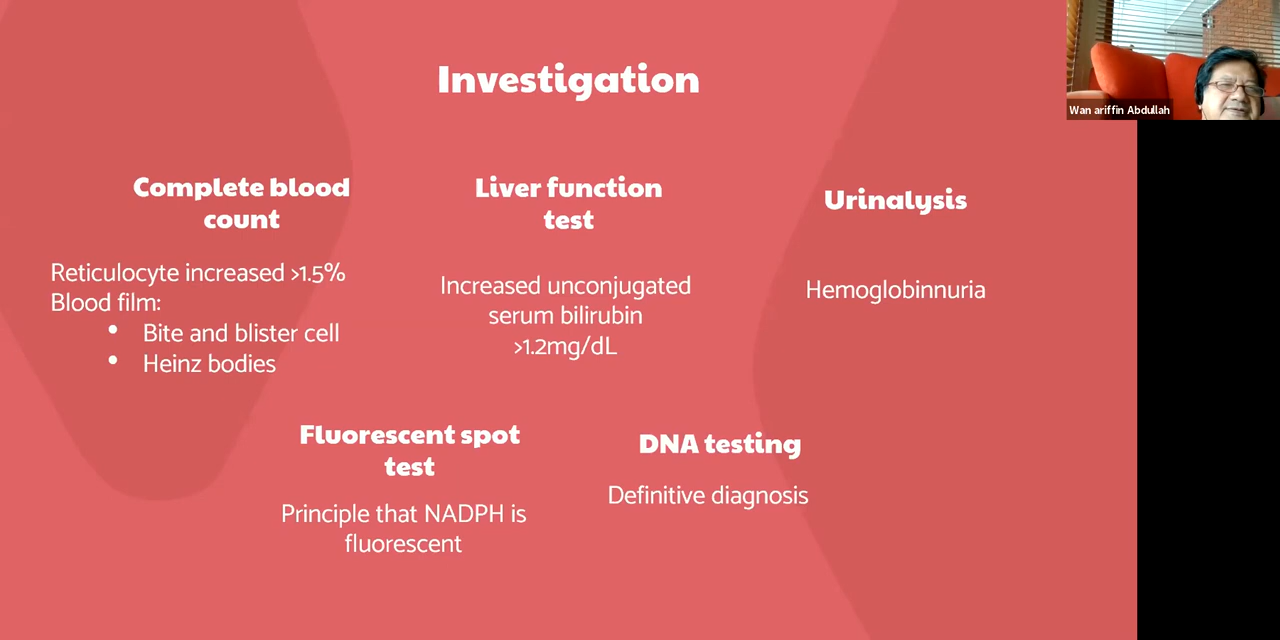 Investigation
Wan ariffin Abdullah
Complete blood
count
Reticulocyte increased >1.5%
Blood film:
• Bite and blister cell
• Heinz bodies
Liver function
test
Increased unconjugated
serum bilirubin
>1.2mg/dL
Urinalysis
Hemoglobinnuria
Fluorescent spot
test
Principle that NADPH is
fluorescent
DNA testing
Definitive diagnosis